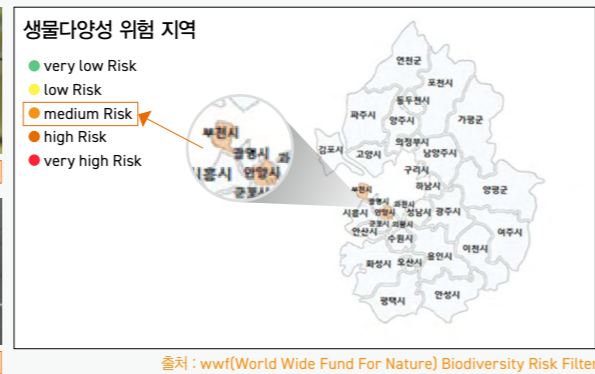 생물다양성 위험 지역
very low Risk
low Risk
medium Risk
high Risk
very high Risk
부천시
광명시 과
시흥시 안양시
군포시
연천군
포천시
동두천시
파주시 양주시 가평군
의정부시
김포시 고양시 남양주시
구리시
부천시 하남시 양평군
광명시 과천시
시흥시 안양시 성남시 광주시
군포시 의왕시 여주시
안산시 수원시 이천시
화성시 오산시 용인시
평택시 안성시
출처 : wwf(World Wide Fund For Nature) Biodiversity Risk Filter